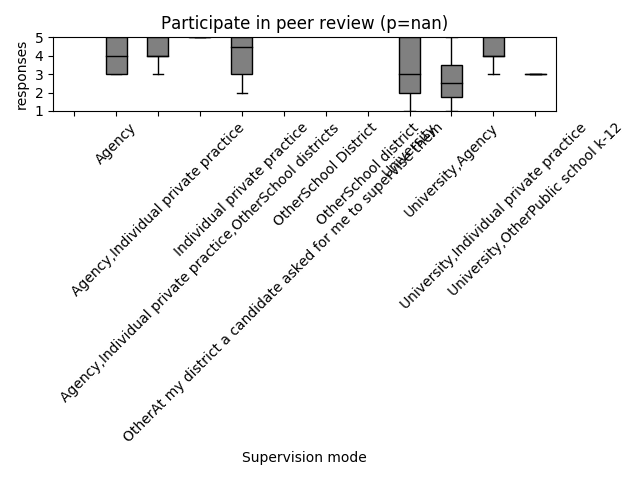 Participate in peer review (p=nan)
responses
5
4
3
2
1
Agency
Agency,Individual private practice
Individual private practice
Agency,Individual private practice,OtherSchool districts
OtherSchool District
OtherAt my district a candidate asked for me to supervise them
OtherSchool district
University
University,Agency
University,Individual private practice
University,OtherPublic school k-12
Supervision mode